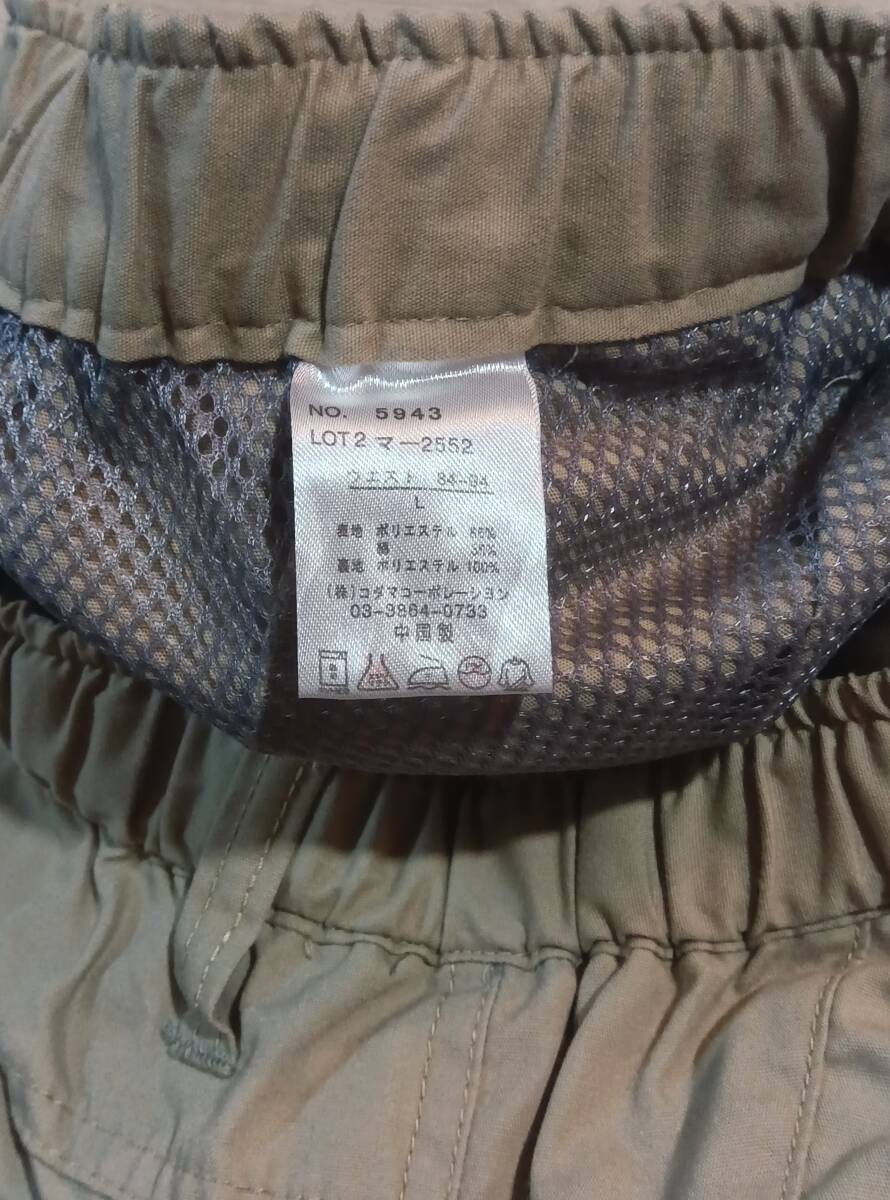 NO. 5943
LOT2 マー2552
ウエスト 84~94
L
表地 ポリエステル 65%
綿 35%
裏地 ポリエステル 100%
(株)コダマコーポレーション
03-3864-0733
中国製